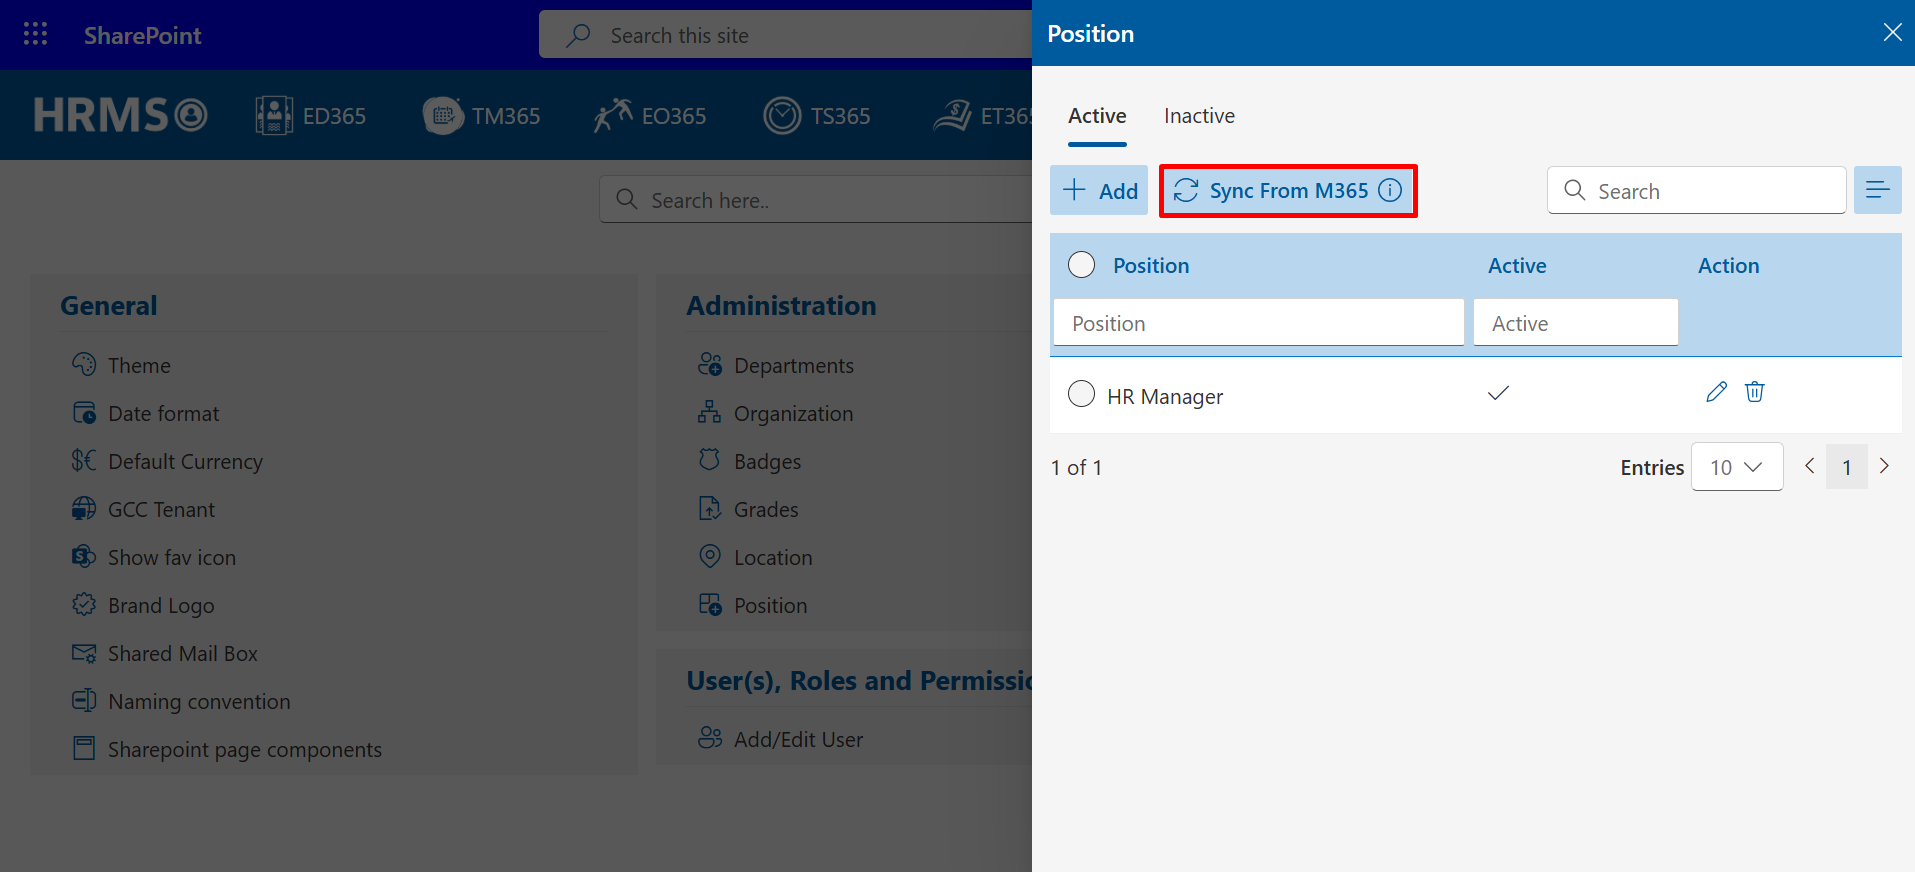 SharePoint
Search this site
HRMS
ED365
TM365
EO365
TS365
ET365
Search here..
General
Theme
Date format
Default Currency
GCC Tenant
Show fav icon
Brand Logo
Shared Mail Box
Naming convention
Sharepoint page components
Administration
Departments
Organization
Badges
Grades
Location
Position
User(s), Roles and Permissio
Add/Edit User
Position
Active
Inactive
Add
Sync From M365
Search
Position Active Action
Position Active
HR Manager
1 of 1
Entries 10 1